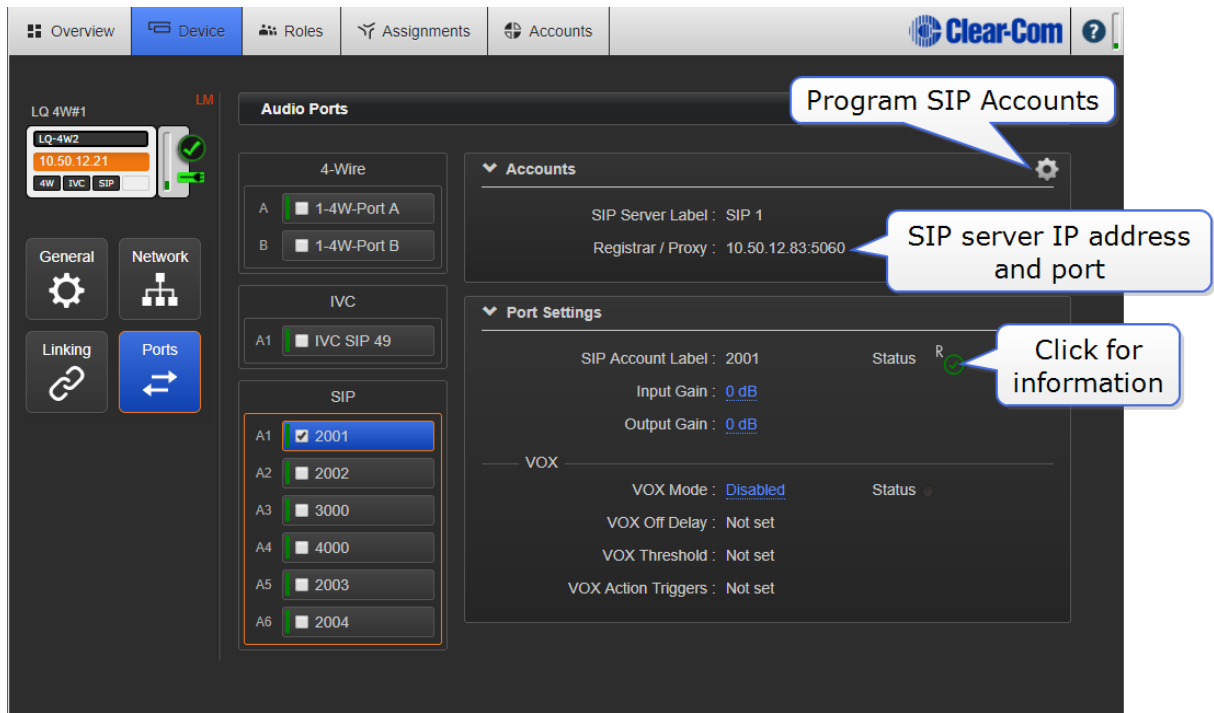 Overview
Device
Roles
Assignments
Accounts
Clear-Com
?
LQ 4W#1
LM
LQ-4W2
10.50.12.21
4W IVC SIP
General
Network
Linking
Ports
Audio Ports
4-Wire
A 1-4W-Port A
B 1-4W-Port B
IVC
A1 IVC SIP 49
SIP
A1 2001
A2 2002
A3 3000
A4 4000
A5 2003
A6 2004
Program SIP Accounts
Accounts
SIP Server Label : SIP 1
Registrar / Proxy : 10.50.12.83:5060
SIP server IP address
and port
Port Settings
SIP Account Label : 2001
Status R
Click for
information
Input Gain : 0 dB
Output Gain : 0 dB
VOX
VOX Mode : Disabled
Status
VOX Off Delay : Not set
VOX Threshold : Not set
VOX Action Triggers : Not set